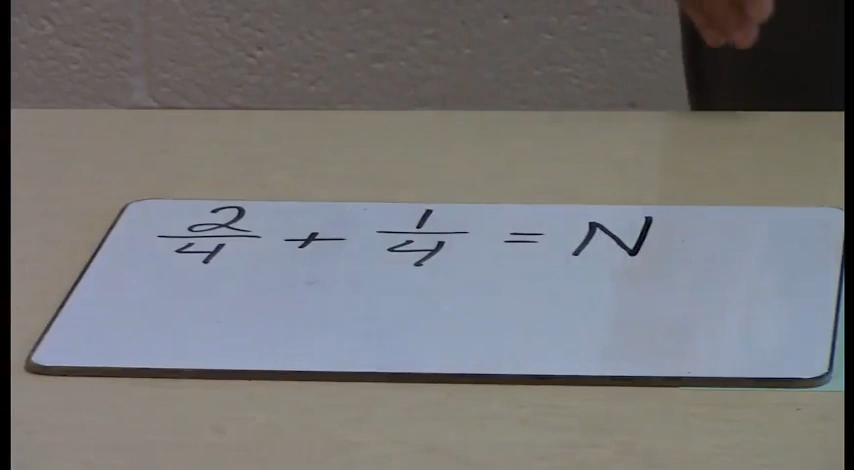 2/4 + 1/4 = N